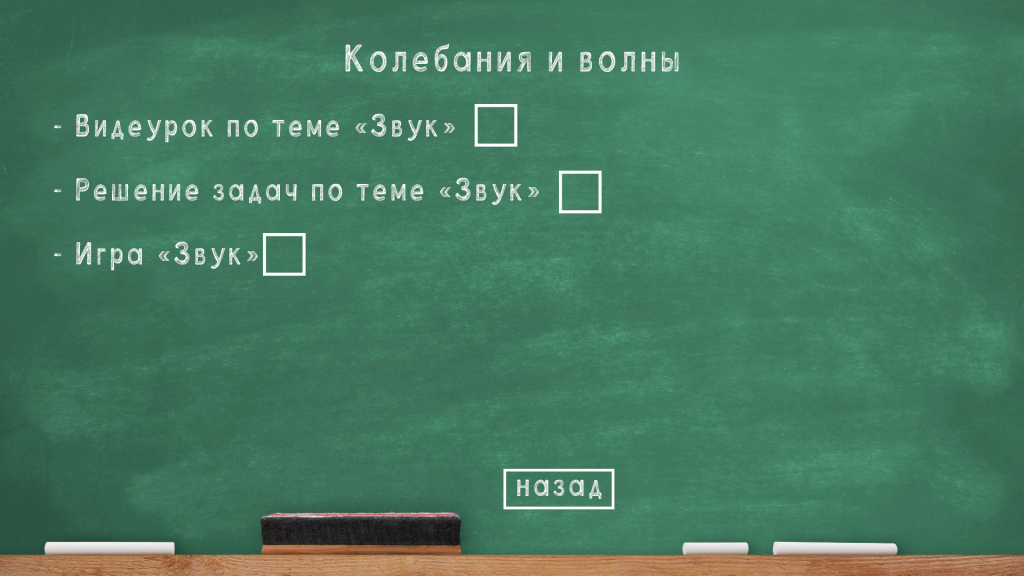 Колебания и волны
- Видеурок по теме «Звук»
- Решение задач по теме «Звук»
- Игра «Звук»
назад